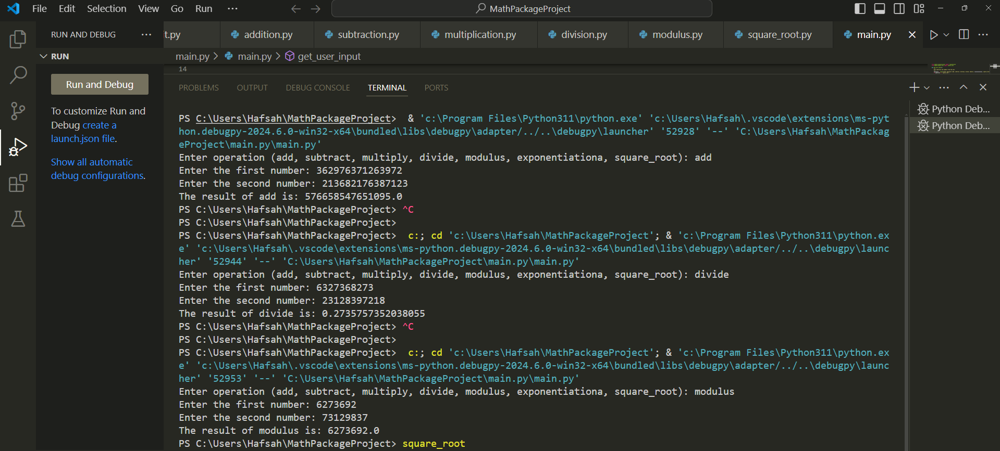 File Edit Selection View Go Run ···
MathPackageProject
RUN AND DEBUG ···
t.py addition.py subtraction.py multiplication.py division.py modulus.py square_root.py main.py
RUN
main.py > main.py > get_user_input
14
Run and Debug
To customize Run and
Debug create a
launch.json file.
Show all automatic
debug configurations.
PROBLEMS OUTPUT DEBUG CONSOLE TERMINAL PORTS
Python Deb...
Python Deb...
PS C:\Users\Hafsah\MathPackageProject>  & 'c:\Program Files\Python311\python.exe' 'c:\Users\Hafsah\.vscode\extensions\ms-pyt
hon.debugpy-2024.6.0-win32-x64\bundled\libs\debugpy\adapter/../..\debugpy\launcher' '52928' '--' 'C:\Users\Hafsah\MathPackag
eProject\main.py\main.py'
Enter operation (add, subtract, multiply, divide, modulus, exponentiationa, square_root): add
Enter the first number: 362976371263972
Enter the second number: 213682176387123
The result of add is: 576658547651095.0
PS C:\Users\Hafsah\MathPackageProject> ^C
PS C:\Users\Hafsah\MathPackageProject>
PS C:\Users\Hafsah\MathPackageProject>  c:; cd 'c:\Users\Hafsah\MathPackageProject'; & 'c:\Program Files\Python311\python.ex
e' 'c:\Users\Hafsah\.vscode\extensions\ms-python.debugpy-2024.6.0-win32-x64\bundled\libs\debugpy\adapter/../..\debugpy\launc
her' '52944' '--' 'C:\Users\Hafsah\MathPackageProject\main.py\main.py'
Enter operation (add, subtract, multiply, divide, modulus, exponentiationa, square_root): divide
Enter the first number: 6327368273
Enter the second number: 23128397218
The result of divide is: 0.2735757352038055
PS C:\Users\Hafsah\MathPackageProject> ^C
PS C:\Users\Hafsah\MathPackageProject>
PS C:\Users\Hafsah\MathPackageProject>  c:; cd 'c:\Users\Hafsah\MathPackageProject'; & 'c:\Program Files\Python311\python.ex
e' 'c:\Users\Hafsah\.vscode\extensions\ms-python.debugpy-2024.6.0-win32-x64\bundled\libs\debugpy\adapter/../..\debugpy\launc
her' '52953' '--' 'C:\Users\Hafsah\MathPackageProject\main.py\main.py'
Enter operation (add, subtract, multiply, divide, modulus, exponentiationa, square_root): modulus
Enter the first number: 6273692
Enter the second number: 73129837
The result of modulus is: 6273692.0
PS C:\Users\Hafsah\MathPackageProject> square_root